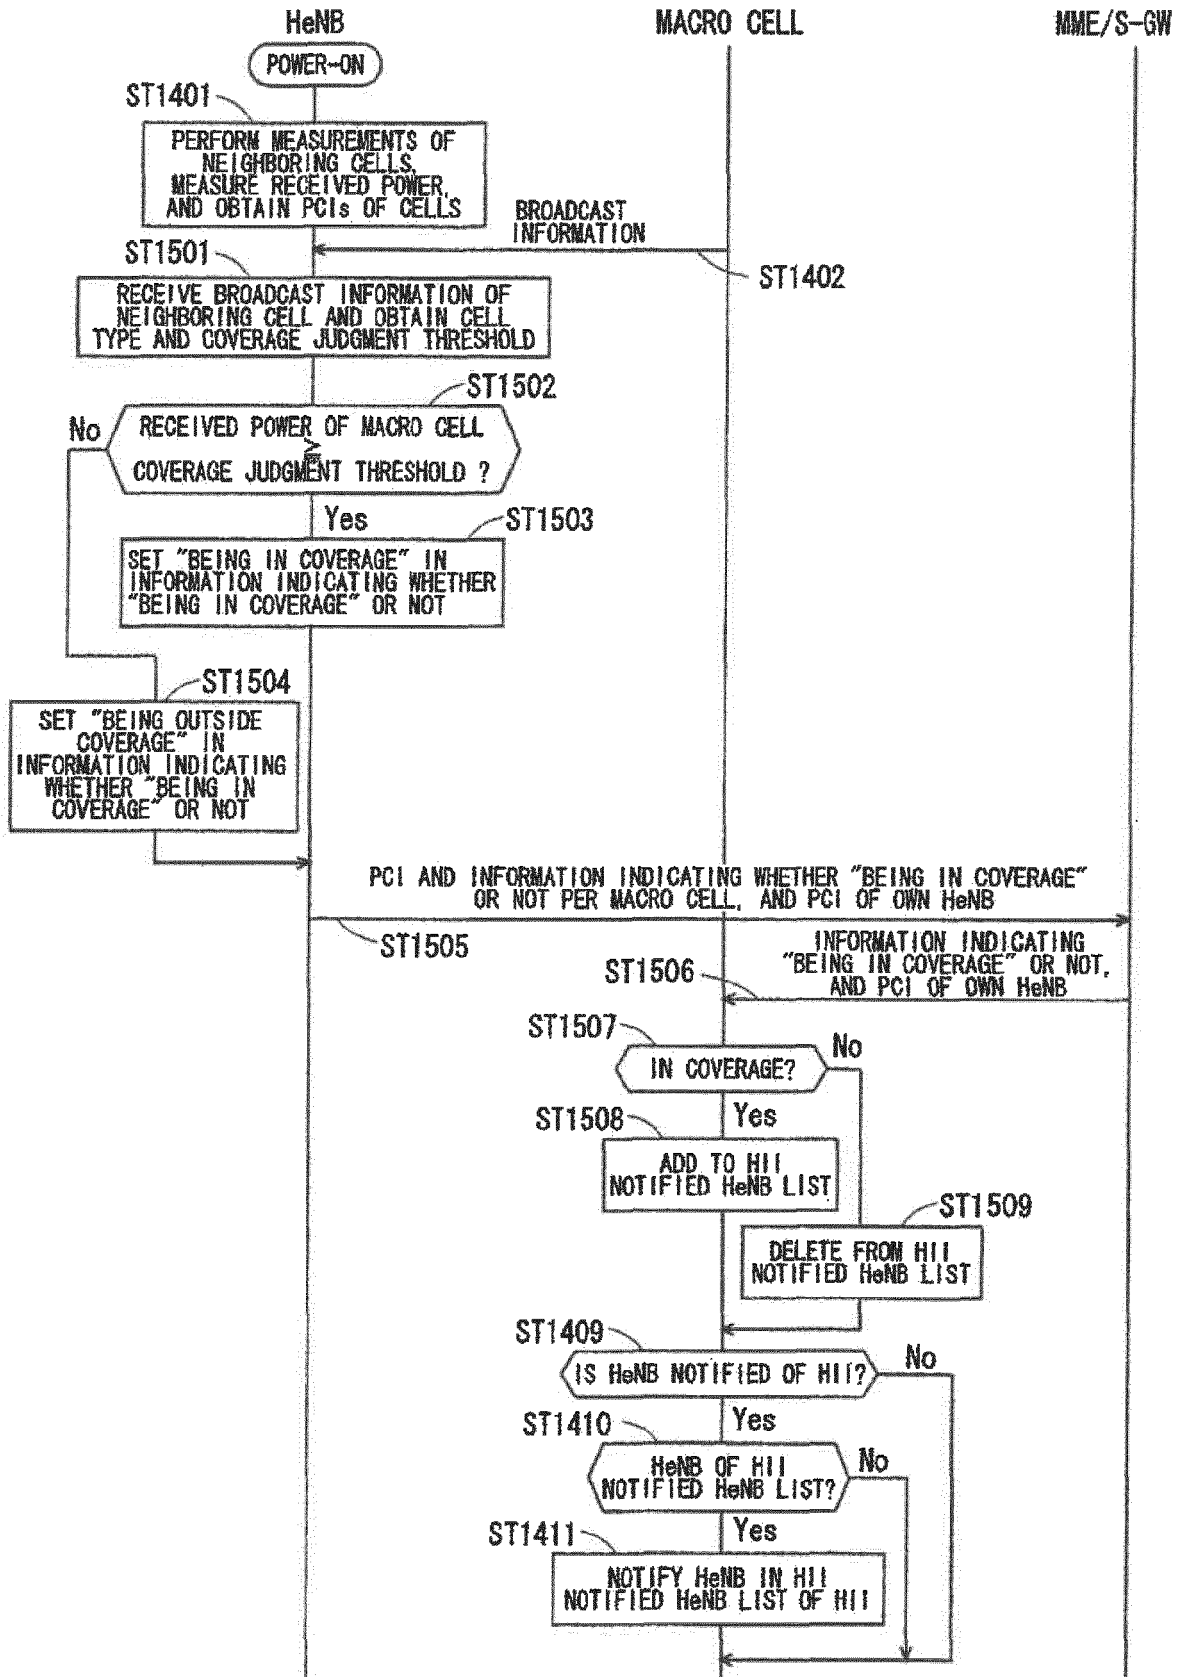 HeNB
MACRO CELL
MME/S-GW
POWER-ON
ST1401
PERFORM MEASUREMENTS OF
NEIGHBORING CELLS,
MEASURE RECEIVED POWER,
AND OBTAIN PCIs OF CELLS
BROADCAST
INFORMATION
ST1402
ST1501
RECEIVE BROADCAST INFORMATION OF
NEIGHBORING CELL AND OBTAIN CELL
TYPE AND COVERAGE JUDGMENT THRESHOLD
ST1502
No
RECEIVED POWER OF MACRO CELL
≧
COVERAGE JUDGMENT THRESHOLD ?
Yes
ST1503
SET "BEING IN COVERAGE" IN
INFORMATION INDICATING WHETHER
"BEING IN COVERAGE" OR NOT
ST1504
SET "BEING OUTSIDE
COVERAGE" IN
INFORMATION INDICATING
WHETHER "BEING IN
COVERAGE" OR NOT
PCI AND INFORMATION INDICATING WHETHER "BEING IN COVERAGE"
OR NOT PER MACRO CELL, AND PCI OF OWN HeNB
ST1505
INFORMATION INDICATING
"BEING IN COVERAGE" OR NOT,
AND PCI OF OWN HeNB
ST1506
ST1507
IN COVERAGE?
No
Yes
ST1508
ADD TO HII
NOTIFIED HeNB LIST
ST1509
DELETE FROM HII
NOTIFIED HeNB LIST
ST1409
IS HeNB NOTIFIED OF HII?
No
Yes
ST1410
HeNB OF HII
NOTIFIED HeNB LIST?
No
Yes
ST1411
NOTIFY HeNB IN HII
NOTIFIED HeNB LIST OF HII